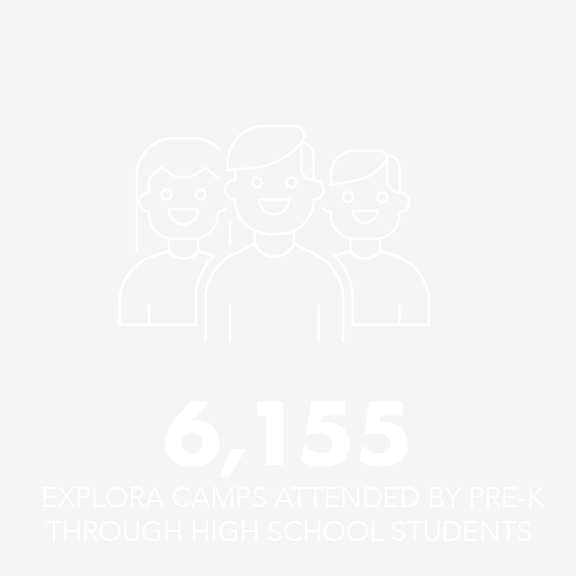 6,155
EXPLORA CAMPS ATTENDED BY PRE-K
THROUGH HIGH SCHOOL STUDENTS